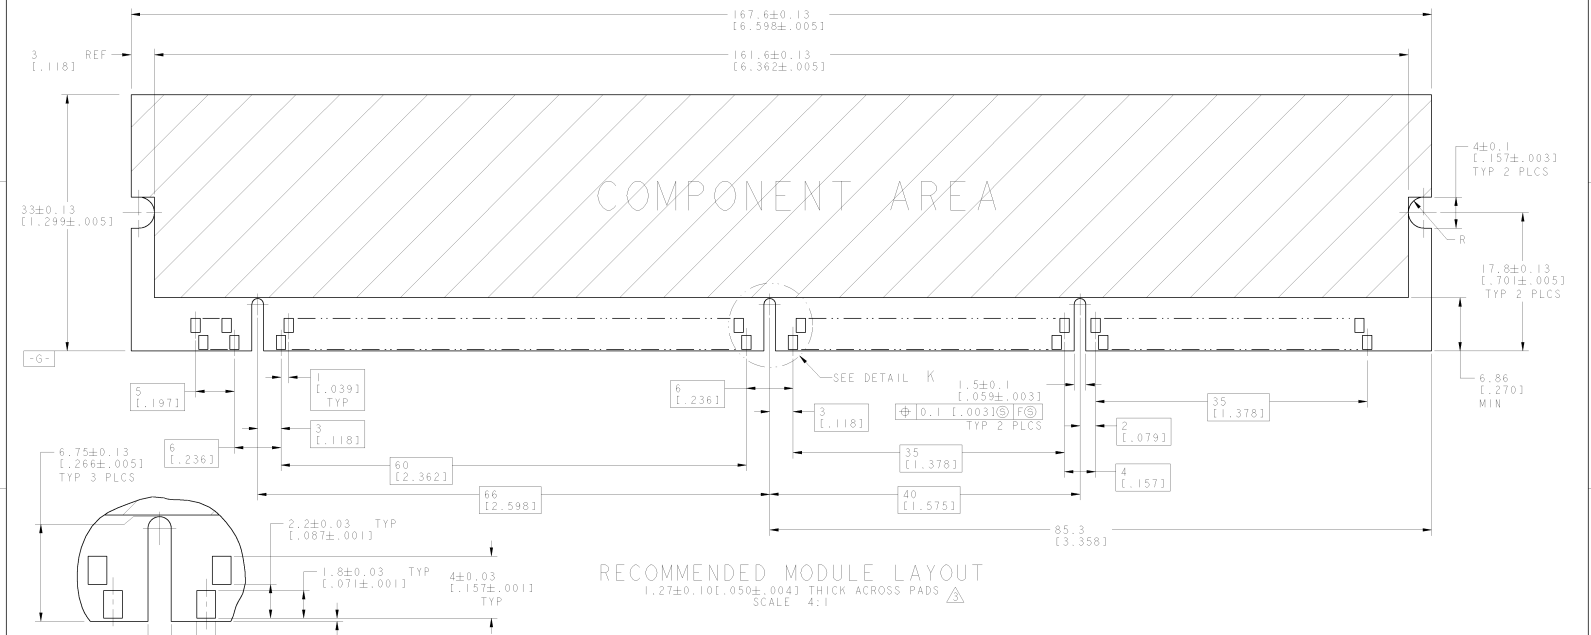 167.6±0.13
[6.598±.005]
3 REF
[.118]
161.6±0.13
[6.362±.005]
4±0.1
[.157±.003]
TYP 2 PLCS
COMPONENT AREA
33±0.13
[1.299±.005]
R
17.8±0.13
[.701±.005]
TYP 2 PLCS
-G-
SEE DETAIL K
5
[.197]
1
[.039]
TYP
6
[.236]
1.5±0.1
[.059±.003]
⌖ 0.1 [.003]Ⓢ FⓈ
TYP 2 PLCS
35
[1.378]
6.86
[.270]
MIN
3
[.118]
3
[.118]
2
[.079]
6
[.236]
60
[2.362]
35
[1.378]
4
[.157]
6.75±0.13
[.266±.005]
TYP 3 PLCS
66
[2.598]
40
[1.575]
2.2±0.03 TYP
[.087±.001]
85.3
[3.358]
1.8±0.03 TYP
[.071±.001]
4±0.03
[.157±.001]
TYP
RECOMMENDED MODULE LAYOUT
1.27±0.10[.050±.004] THICK ACROSS PADS 3
SCALE 4:1